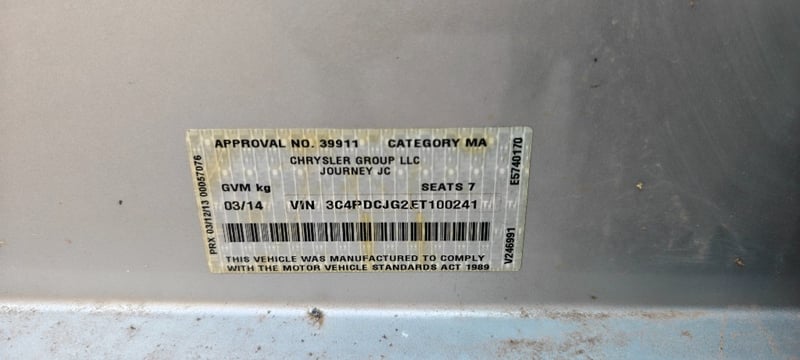 APPROVAL NO. 39911 CATEGORY MA
CHRYSLER GROUP LLC
JOURNEY JC
GVM kg SEATS 7
03/14 VIN 3C4PDCJG2ET100241
THIS VEHICLE WAS MANUFACTURED TO COMPLY
WITH THE MOTOR VEHICLE STANDARDS ACT 1989
PRX 03/12/13 00057076
E5740170
V246991